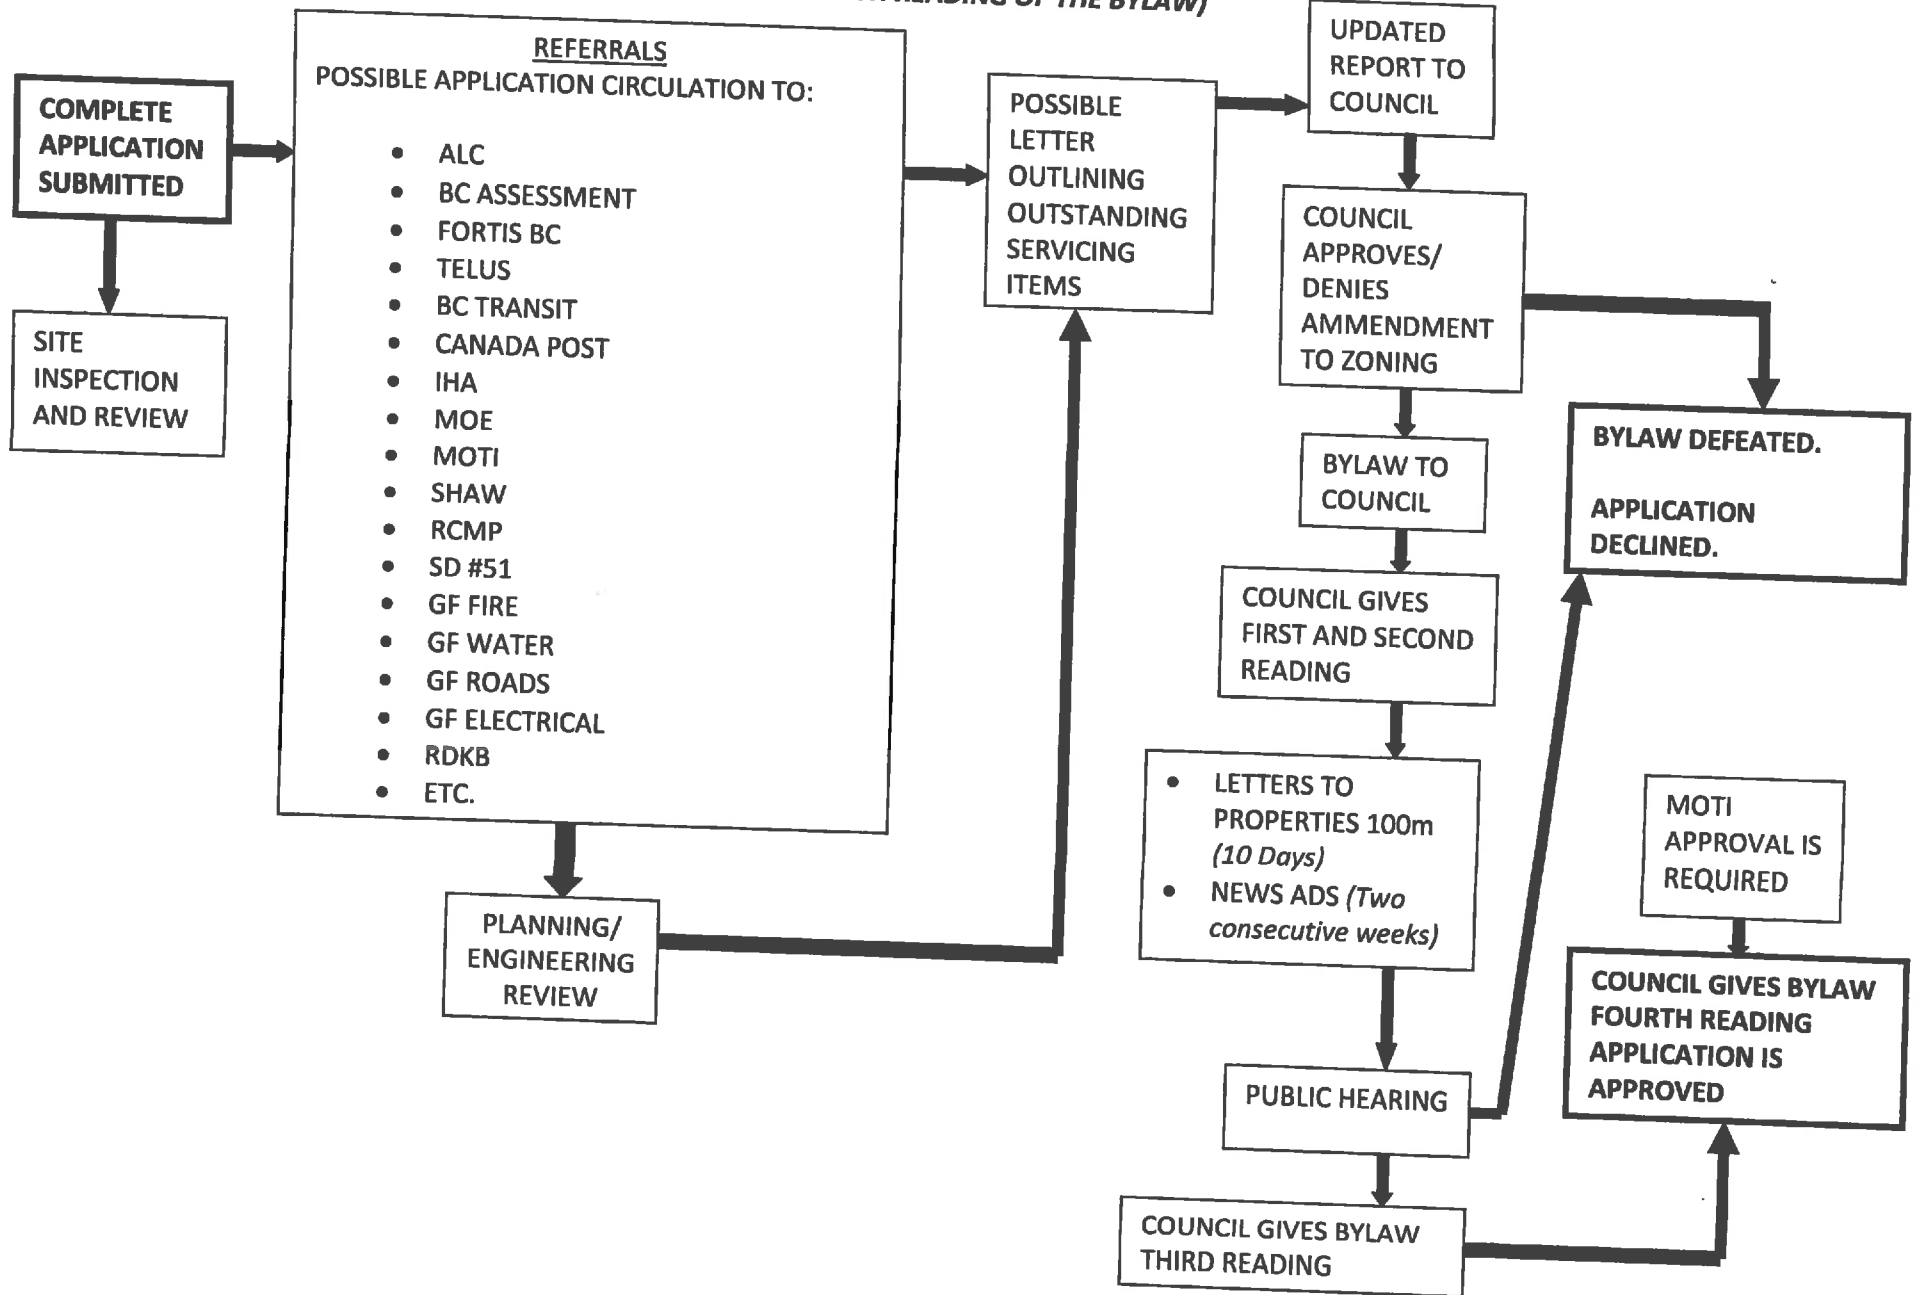 READING OF THE BYLAW)
COMPLETE
APPLICATION
SUBMITTED
SITE
INSPECTION
AND REVIEW
REFERRALS
POSSIBLE APPLICATION CIRCULATION TO:
• ALC
• BC ASSESSMENT
• FORTIS BC
• TELUS
• BC TRANSIT
• CANADA POST
• IHA
• MOE
• MOTI
• SHAW
• RCMP
• SD #51
• GF FIRE
• GF WATER
• GF ROADS
• GF ELECTRICAL
• RDKB
• ETC.
PLANNING/
ENGINEERING
REVIEW
POSSIBLE
LETTER
OUTLINING
OUTSTANDING
SERVICING
ITEMS
UPDATED
REPORT TO
COUNCIL
COUNCIL
APPROVES/
DENIES
AMMENDMENT
TO ZONING
BYLAW TO
COUNCIL
COUNCIL GIVES
FIRST AND SECOND
READING
• LETTERS TO
PROPERTIES 100m
(10 Days)
• NEWS ADS (Two
consecutive weeks)
PUBLIC HEARING
COUNCIL GIVES BYLAW
THIRD READING
BYLAW DEFEATED.
APPLICATION
DECLINED.
MOTI
APPROVAL IS
REQUIRED
COUNCIL GIVES BYLAW
FOURTH READING
APPLICATION IS
APPROVED